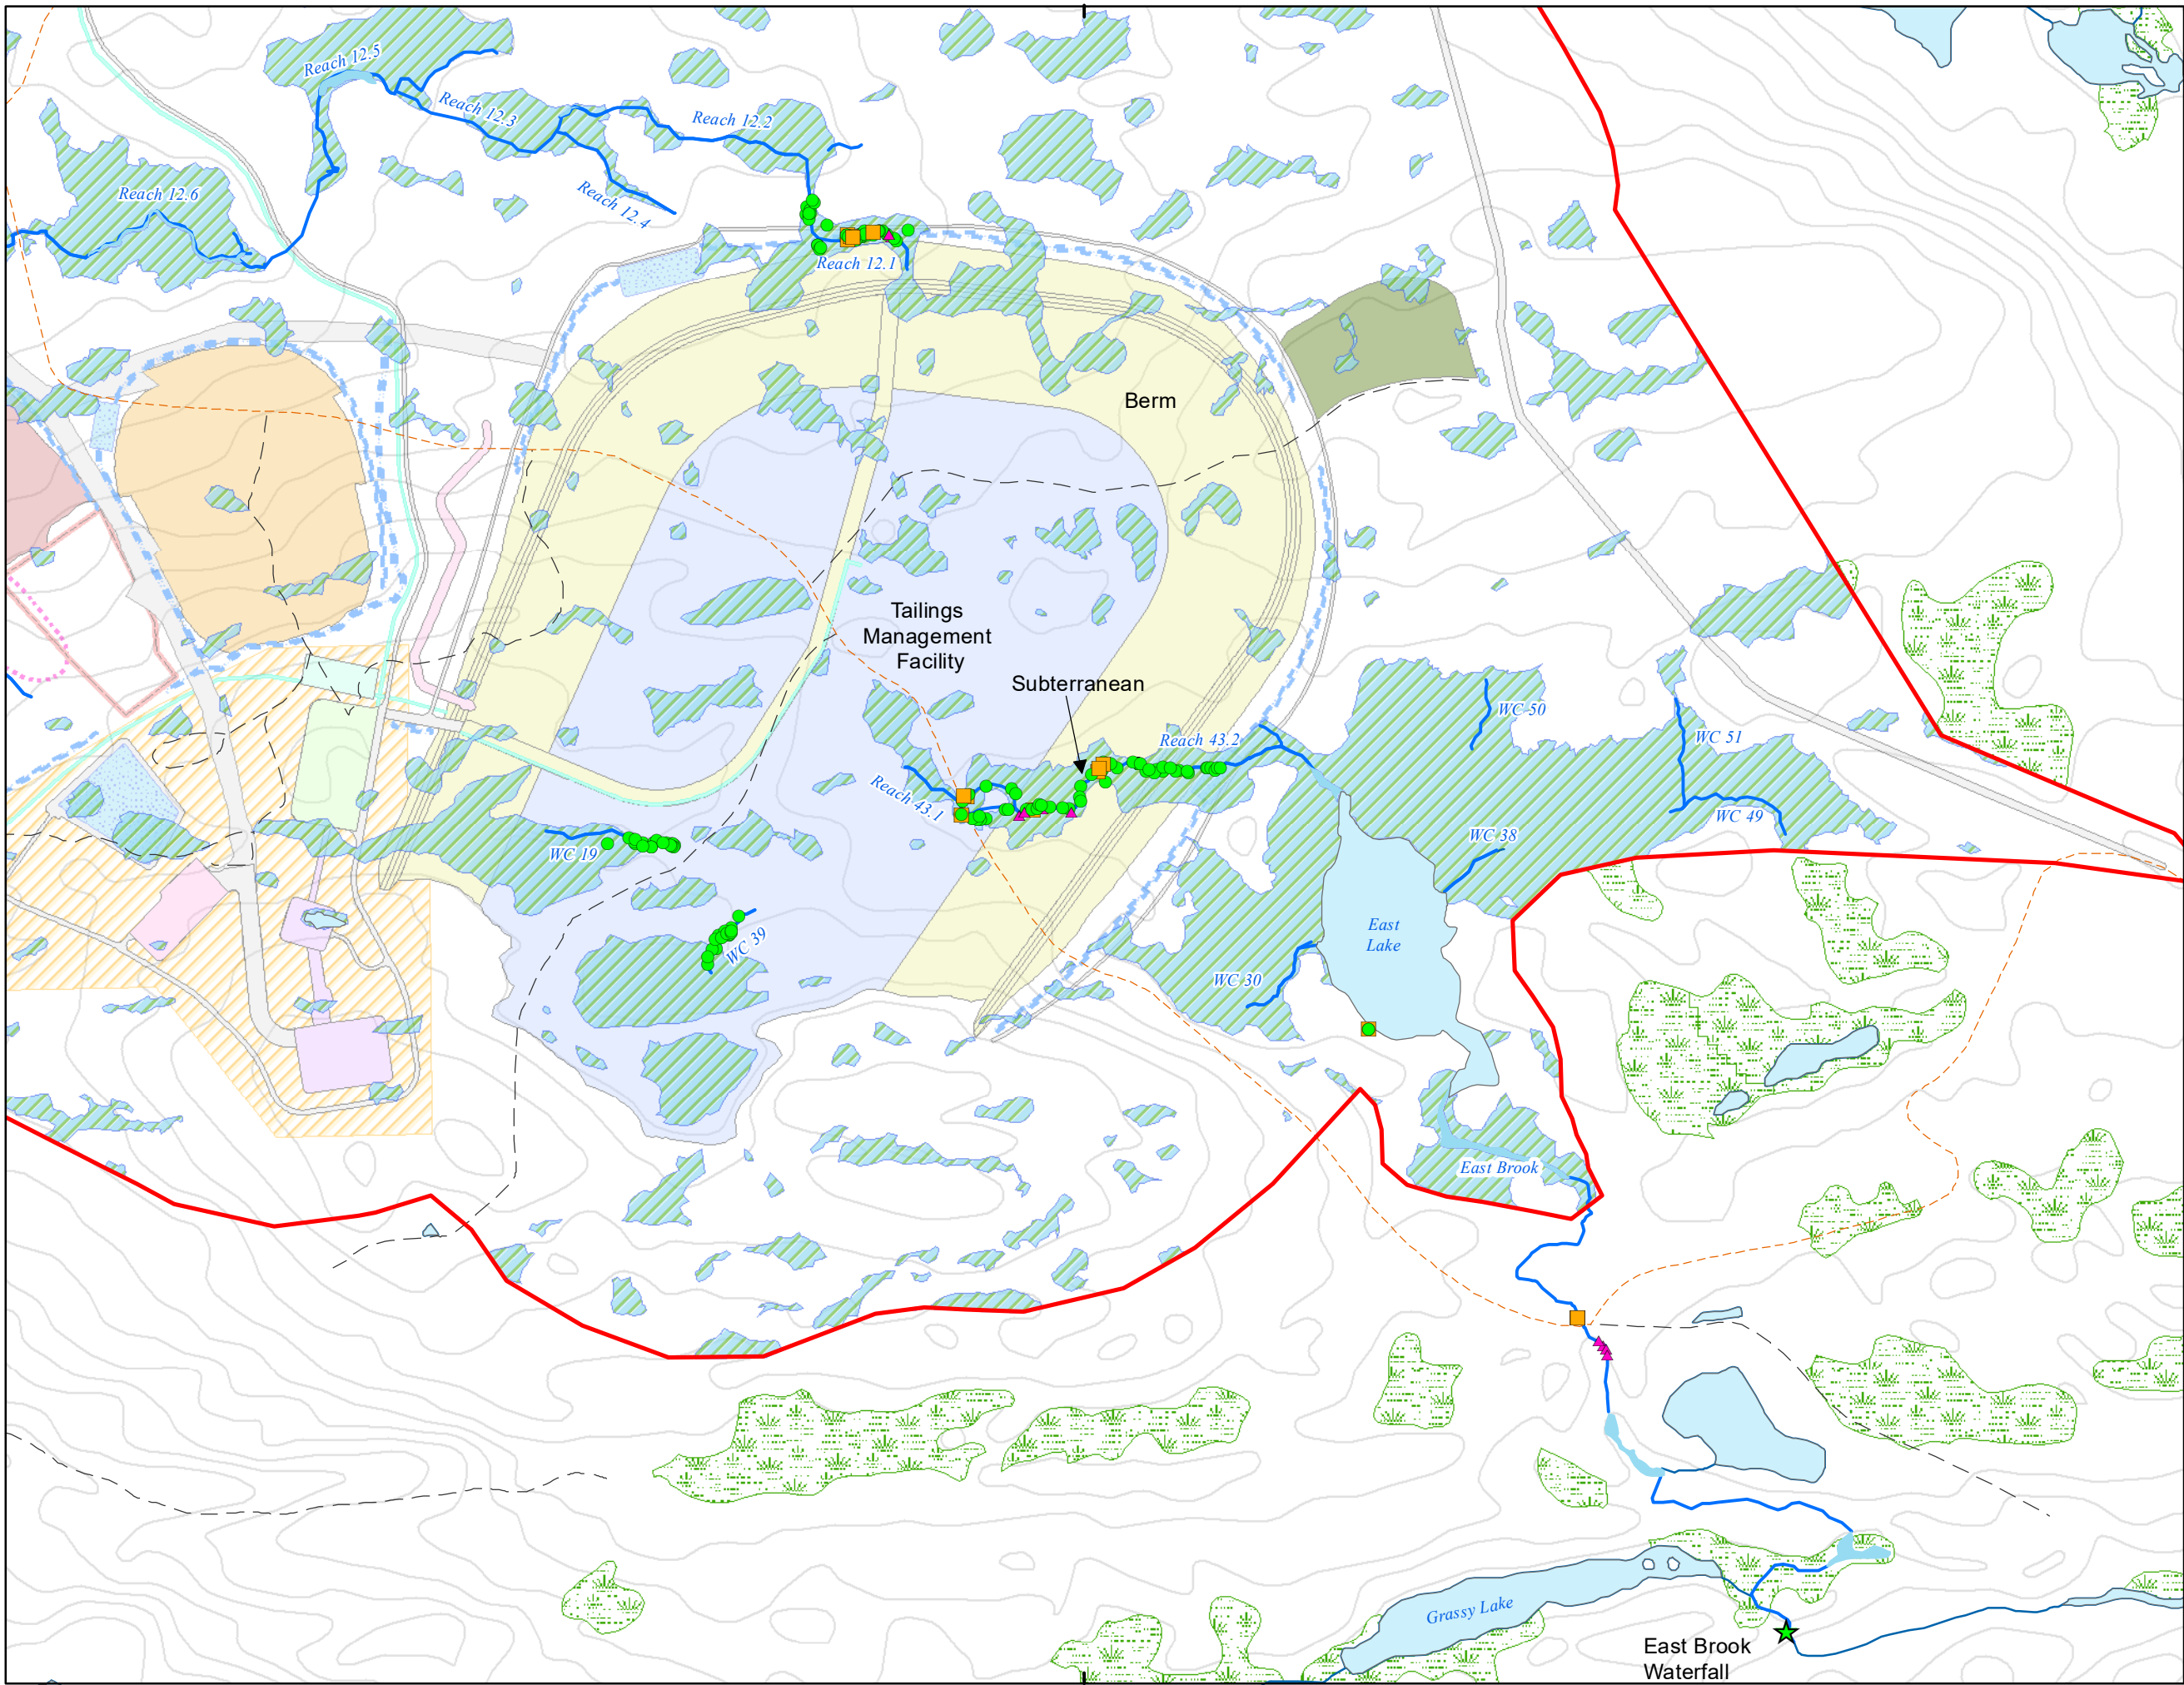 Reach 12.5
Reach 12.3
Reach 12.2
Reach 12.6
Reach 12.4
Reach 12.1
Berm
Tailings
Management
Facility
Subterranean
WC 50
Reach 43.2
WC 51
Reach 43.1
WC 49
WC 38
WC 19
East
Lake
WC 39
WC 30
East Brook
Grassy Lake
East Brook
Waterfall